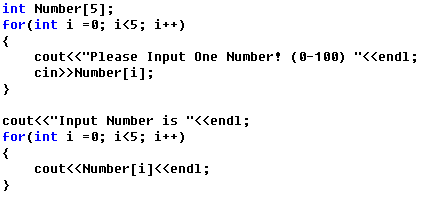 int Number[5];
for(int i =0; i<5; i++)
{
    cout<<"Please Input One Number! (0-100) "<<endl;
    cin>>Number[i];
}

cout<<"Input Number is "<<endl;
for(int i =0; i<5; i++)
{
    cout<<Number[i]<<endl;
}